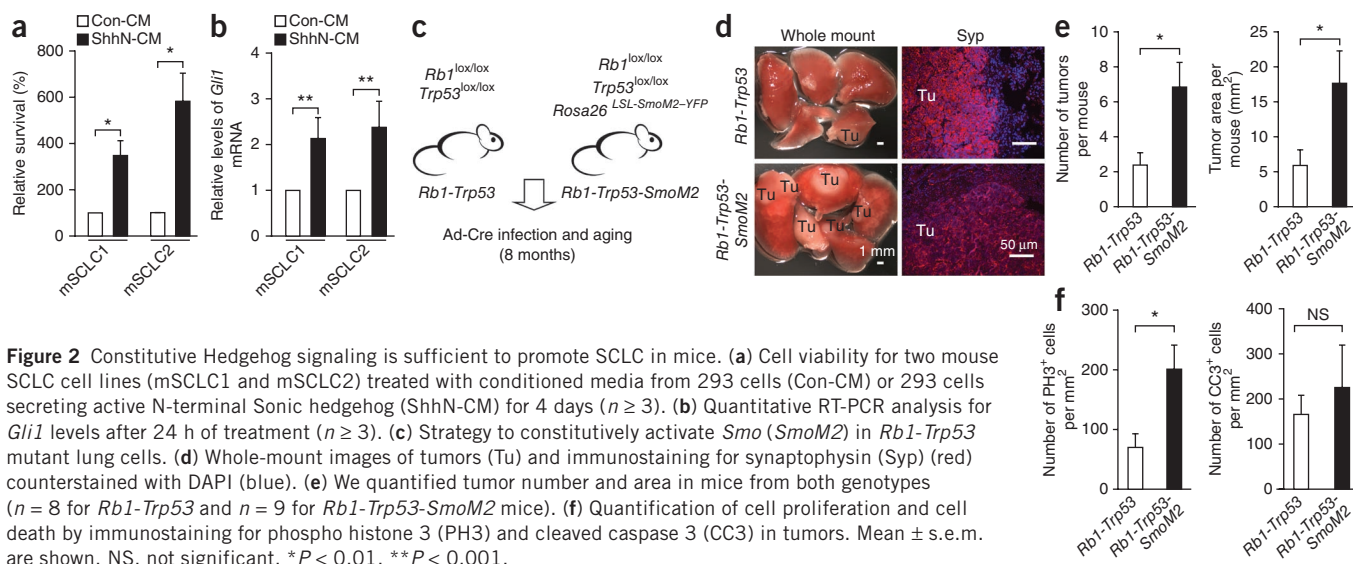 a
Con-CM
ShhN-CM
Relative survival (%)
800
600
400
200
0
*
*
mSCLC1
mSCLC2
b
Con-CM
ShhN-CM
Relative levels of Gli1
mRNA
4
3
2
1
0
**
**
mSCLC1
mSCLC2
c
Rb1lox/lox
Trp53lox/lox
Rb1lox/lox
Trp53lox/lox
Rosa26 LSL-SmoM2–YFP
Rb1-Trp53
Rb1-Trp53-SmoM2
Ad-Cre infection and aging
(8 months)
d
Whole mount
Syp
Rb1-Trp53
Tu
Tu
Rb1-Trp53-
SmoM2
Tu
Tu
Tu
Tu
Tu
Tu
1 mm
Tu
50 µm
e
Number of tumors
per mouse
10
8
6
4
2
0
*
Rb1-Trp53
Rb1-Trp53-
SmoM2
Tumor area per
mouse (mm2)
25
20
15
10
5
0
*
Rb1-Trp53
Rb1-Trp53-
SmoM2
f
Number of PH3+ cells
per mm2
300
200
100
0
*
Rb1-Trp53
Rb1-Trp53-
SmoM2
Number of CC3+ cells
per mm2
400
300
200
100
0
NS
Rb1-Trp53
Rb1-Trp53-
SmoM2
Figure 2 Constitutive Hedgehog signaling is sufficient to promote SCLC in mice. (a) Cell viability for two mouse
SCLC cell lines (mSCLC1 and mSCLC2) treated with conditioned media from 293 cells (Con-CM) or 293 cells
secreting active N-terminal Sonic hedgehog (ShhN-CM) for 4 days (n ≥ 3). (b) Quantitative RT-PCR analysis for
Gli1 levels after 24 h of treatment (n ≥ 3). (c) Strategy to constitutively activate Smo (SmoM2) in Rb1-Trp53
mutant lung cells. (d) Whole-mount images of tumors (Tu) and immunostaining for synaptophysin (Syp) (red)
counterstained with DAPI (blue). (e) We quantified tumor number and area in mice from both genotypes
(n = 8 for Rb1-Trp53 and n = 9 for Rb1-Trp53-SmoM2 mice). (f) Quantification of cell proliferation and cell
death by immunostaining for phospho histone 3 (PH3) and cleaved caspase 3 (CC3) in tumors. Mean ± s.e.m.
are shown. NS, not significant. *P < 0.01, **P < 0.001.